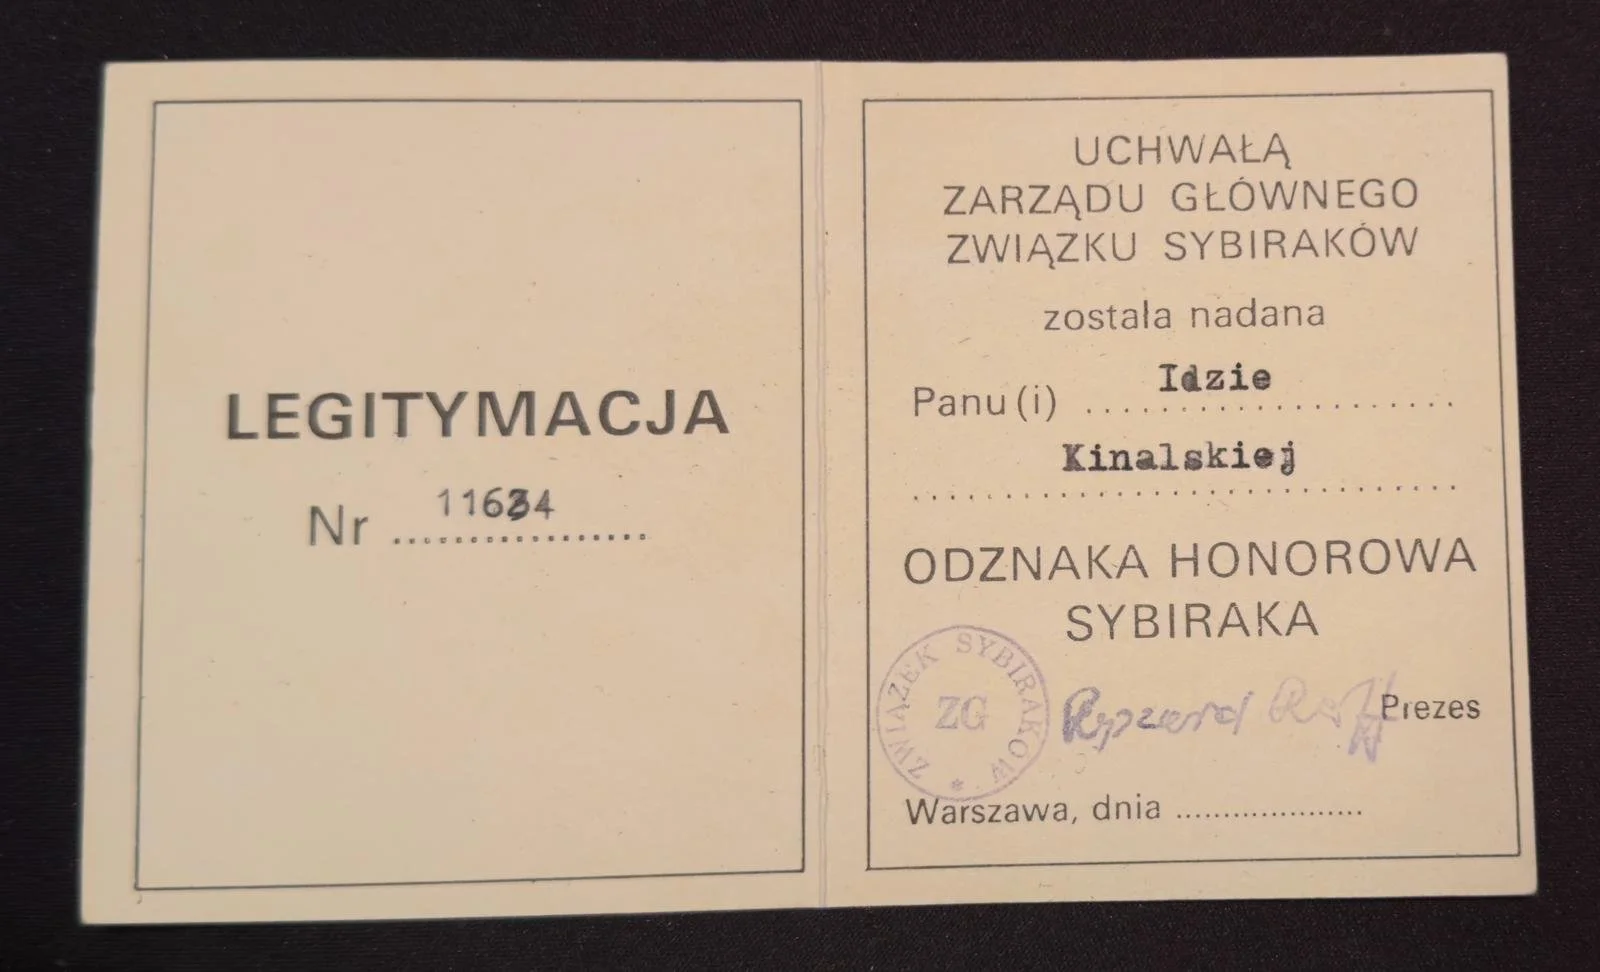 LEGITYMACJA
Nr 11634
UCHWAŁĄ
ZARZĄDU GŁÓWNEGO
ZWIĄZKU SYBIRAKÓW
została nadana
Idzie
Panu(i) ....................
Kinalskiej
ODZNAKA HONOROWA
SYBIRAKA
ZWIĄZEK SYBIRAKÓW *
ZG
Ryszard
Prezes
Warszawa, dnia ....................